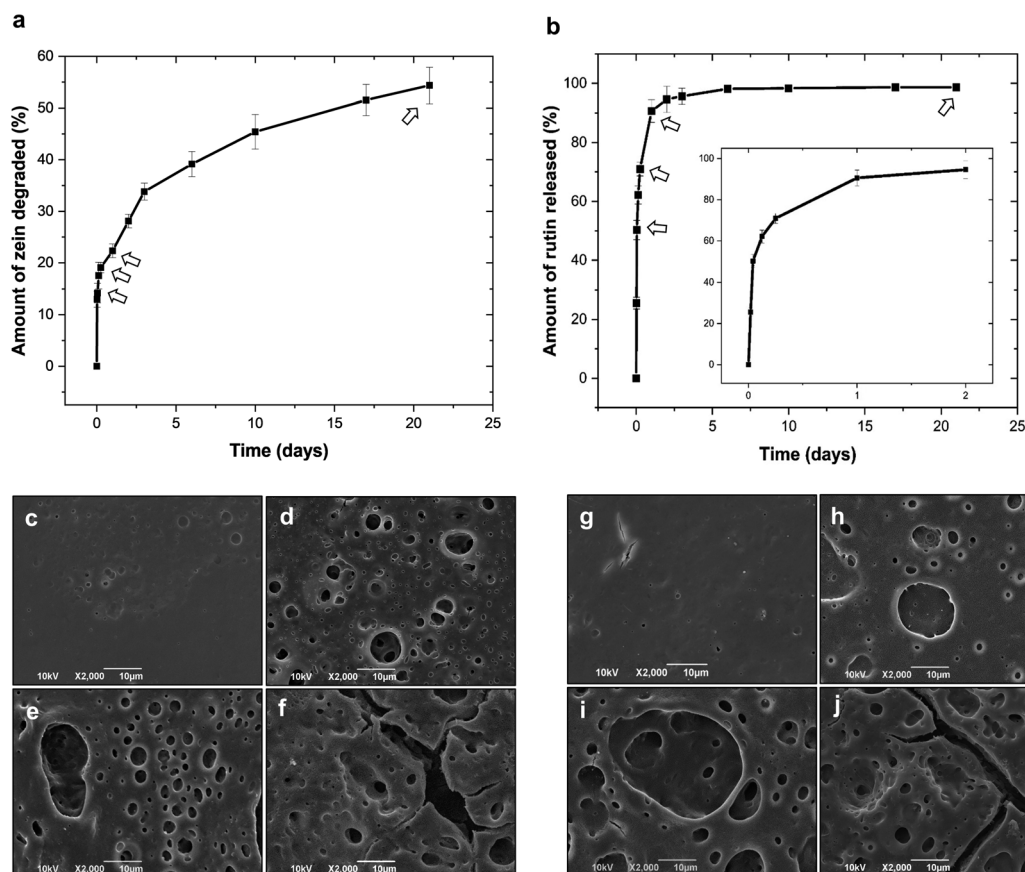 a
Amount of zein degraded (%)
60
50
40
30
20
10
0
0 5 10 15 20 25
Time (days)
b
Amount of rutin released (%)
100
80
60
40
20
0
100
80
60
40
20
0
0 1 2
0 5 10 15 20 25
Time (days)
c
10kV X2,000 10µm
d
10kV X2,000 10µm
g
10kV X2,000 10µm
h
10kV X2,000 10µm
e
10kV X2,000 10µm
f
10kV X2,000 10µm
i
10kV X2,000 10µm
j
10kV X2,000 10µm